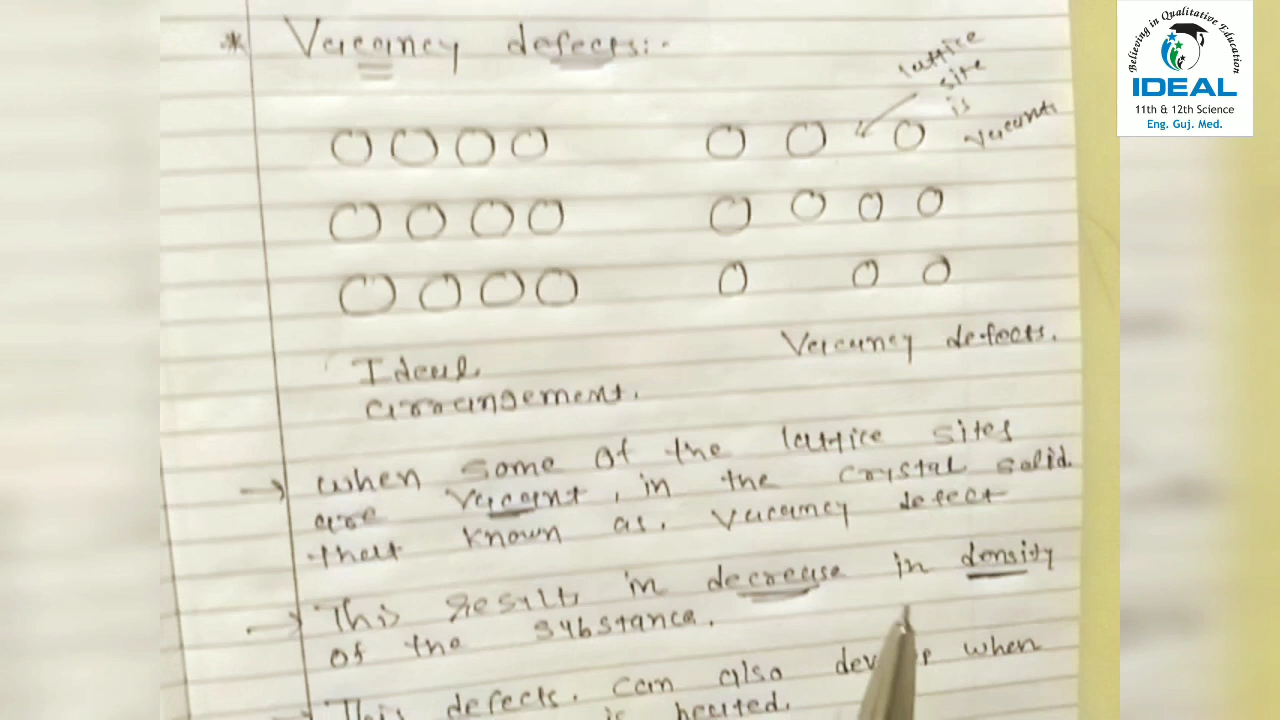 * Vacancy defects:-
lattice
site
is
vacant.
Ideal
arrangement.
Vacancy defects.
→ when some of the lattice sites
are vacant, in the crystal solid
that known as. vacancy defect
→ This results in decrease in density
of the substance.
→ This defects. can also develop when
is heated.
Believing in Qualitative Education
IDEAL
11th & 12th Science
Eng. Guj. Med.